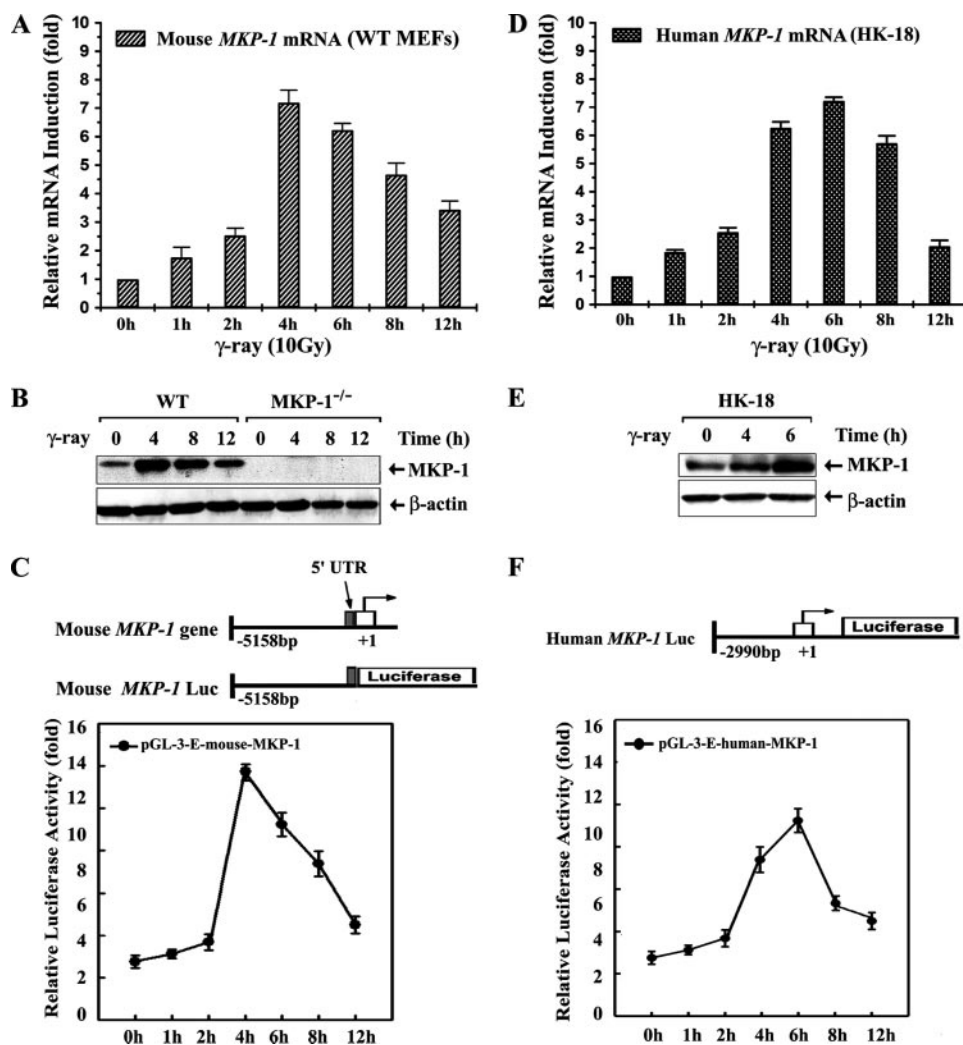 A
Relative mRNA Induction (fold)
10
9
8
7
6
5
4
3
2
1
0
Mouse MKP-1 mRNA (WT MEFs)
0h 1h 2h 4h 6h 8h 12h
γ-ray (10Gy)
D
Relative mRNA Induction (fold)
10
9
8
7
6
5
4
3
2
1
0
Human MKP-1 mRNA (HK-18)
0h 1h 2h 4h 6h 8h 12h
γ-ray (10Gy)
B
WT MKP-1-/-
γ-ray 0 4 8 12 0 4 8 12 Time (h)
←MKP-1
←β-actin
E
HK-18
γ-ray 0 4 6 Time (h)
←MKP-1
←β-actin
C
5' UTR
Mouse MKP-1 gene
-5158bp +1
Mouse MKP-1 Luc
Luciferase
-5158bp
Relative Luciferase Activity (fold)
16
14
12
10
8
6
4
2
0
pGL-3-E-mouse-MKP-1
0h 1h 2h 4h 6h 8h 12h
F
Human MKP-1 Luc
Luciferase
-2990bp +1
Relative Luciferase Activity (fold)
16
14
12
10
8
6
4
2
0
pGL-3-E-human-MKP-1
0h 1h 2h 4h 6h 8h 12h